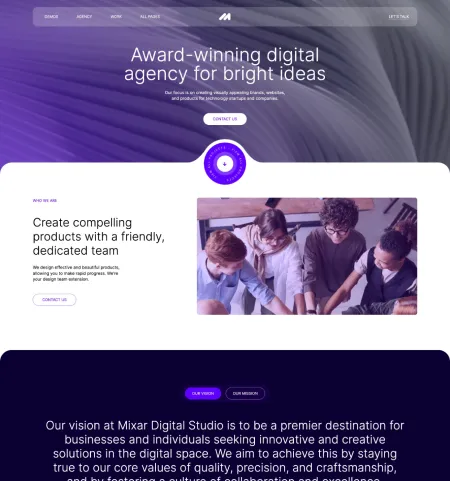 DEMOS AGENCY WORK ALL PAGES LET'S TALK
Award-winning digital
agency for bright ideas
Our focus is on creating visually appealing brands, websites,
and products for technology startups and companies.
CONTACT US
WHO WE ARE
Create compelling
products with a friendly,
dedicated team
We design effective and beautiful products,
allowing you to make rapid progress. We're
your design team extension.
CONTACT US
OUR VISION OUR MISSION
Our vision at Mixar Digital Studio is to be a premier destination for
businesses and individuals seeking innovative and creative
solutions in the digital space. We aim to achieve this by staying
true to our core values of quality, precision, and craftsmanship,
and by fostering a culture of collaboration and excellence.